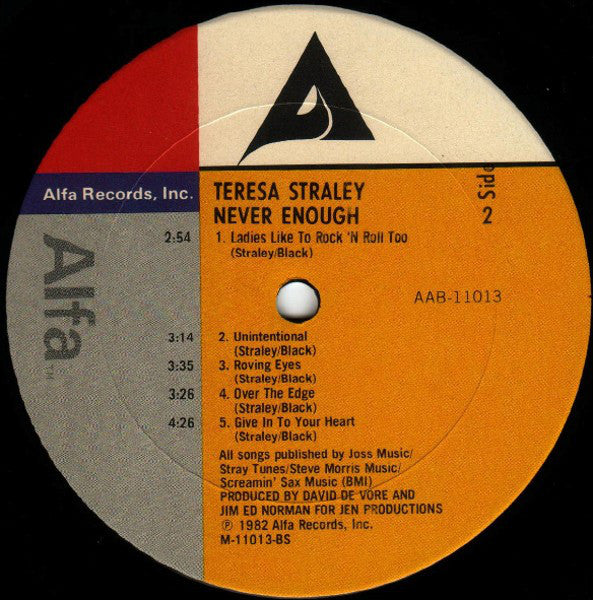 Alfa Records, Inc.
Alfa™
TERESA STRALEY
NEVER ENOUGH
Side
2
2:54 1. Ladies Like To Rock 'N Roll Too
(Straley/Black)
AAB-11013
3:14 2. Unintentional
(Straley/Black)
3:35 3. Roving Eyes
(Straley/Black)
3:26 4. Over The Edge
(Straley/Black)
4:26 5. Give In To Your Heart
(Straley/Black)
All songs published by Joss Music/
Stray Tunes/Steve Morris Music/
Screamin' Sax Music (BMI)
PRODUCED BY DAVID DE VORE AND
JIM ED NORMAN FOR JEN PRODUCTIONS
℗ 1982 Alfa Records, Inc.
M-11013-BS